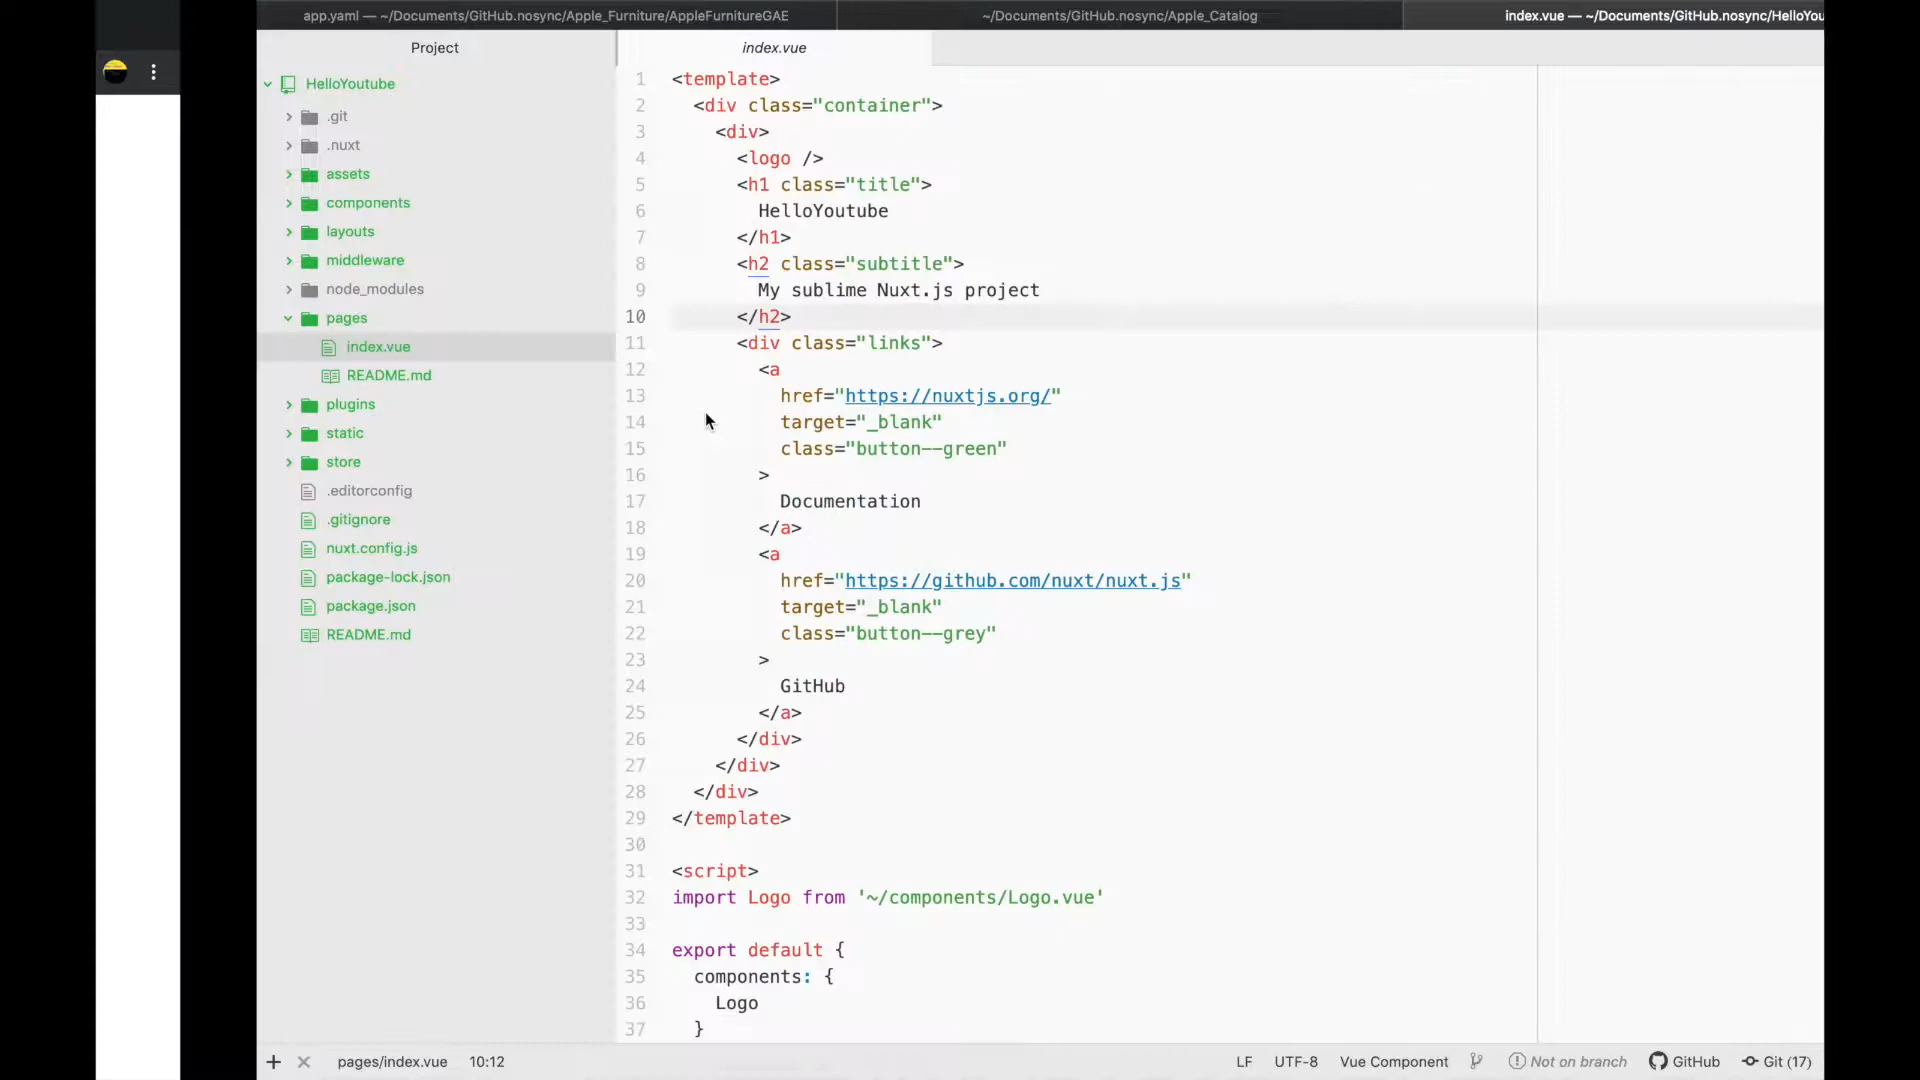 app.yaml — ~/Documents/GitHub.nosync/Apple_Furniture/AppleFurnitureGAE
~/Documents/GitHub.nosync/Apple_Catalog
index.vue — ~/Documents/GitHub.nosync/HelloYou
Project
index.vue
HelloYoutube
.git
.nuxt
assets
components
layouts
middleware
node_modules
pages
index.vue
README.md
plugins
static
store
.editorconfig
.gitignore
nuxt.config.js
package-lock.json
package.json
README.md
1 <template>
2 <div class="container">
3 <div>
4 <logo />
5 <h1 class="title">
6 HelloYoutube
7 </h1>
8 <h2 class="subtitle">
9 My sublime Nuxt.js project
10 </h2>
11 <div class="links">
12 <a
13 href="https://nuxtjs.org/"
14 target="_blank"
15 class="button--green"
16 >
17 Documentation
18 </a>
19 <a
20 href="https://github.com/nuxt/nuxt.js"
21 target="_blank"
22 class="button--grey"
23 >
24 GitHub
25 </a>
26 </div>
27 </div>
28 </div>
29 </template>
30
31 <script>
32 import Logo from '~/components/Logo.vue'
33
34 export default {
35 components: {
36 Logo
37 }
pages/index.vue 10:12 LF UTF-8 Vue Component Not on branch GitHub Git (17)